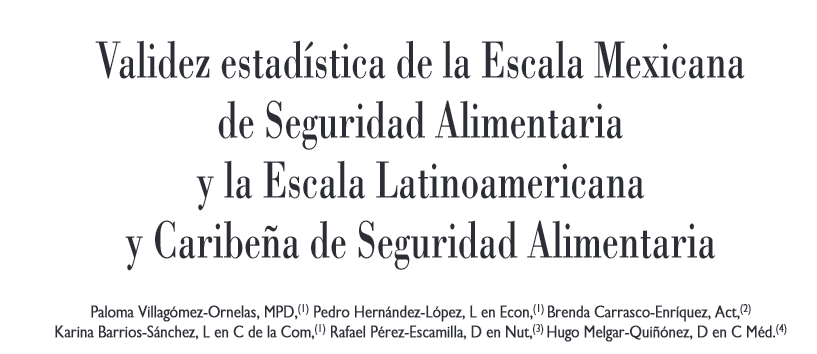 Validez estadística de la Escala Mexicana
de Seguridad Alimentaria
y la Escala Latinoamericana
y Caribeña de Seguridad Alimentaria
Paloma Villagómez-Ornelas, MPD,(1) Pedro Hernández-López, L en Econ,(1) Brenda Carrasco-Enríquez, Act,(2)
Karina Barrios-Sánchez, L en C de la Com,(1) Rafael Pérez-Escamilla, D en Nut,(3) Hugo Melgar-Quiñónez, D en C Méd.(4)